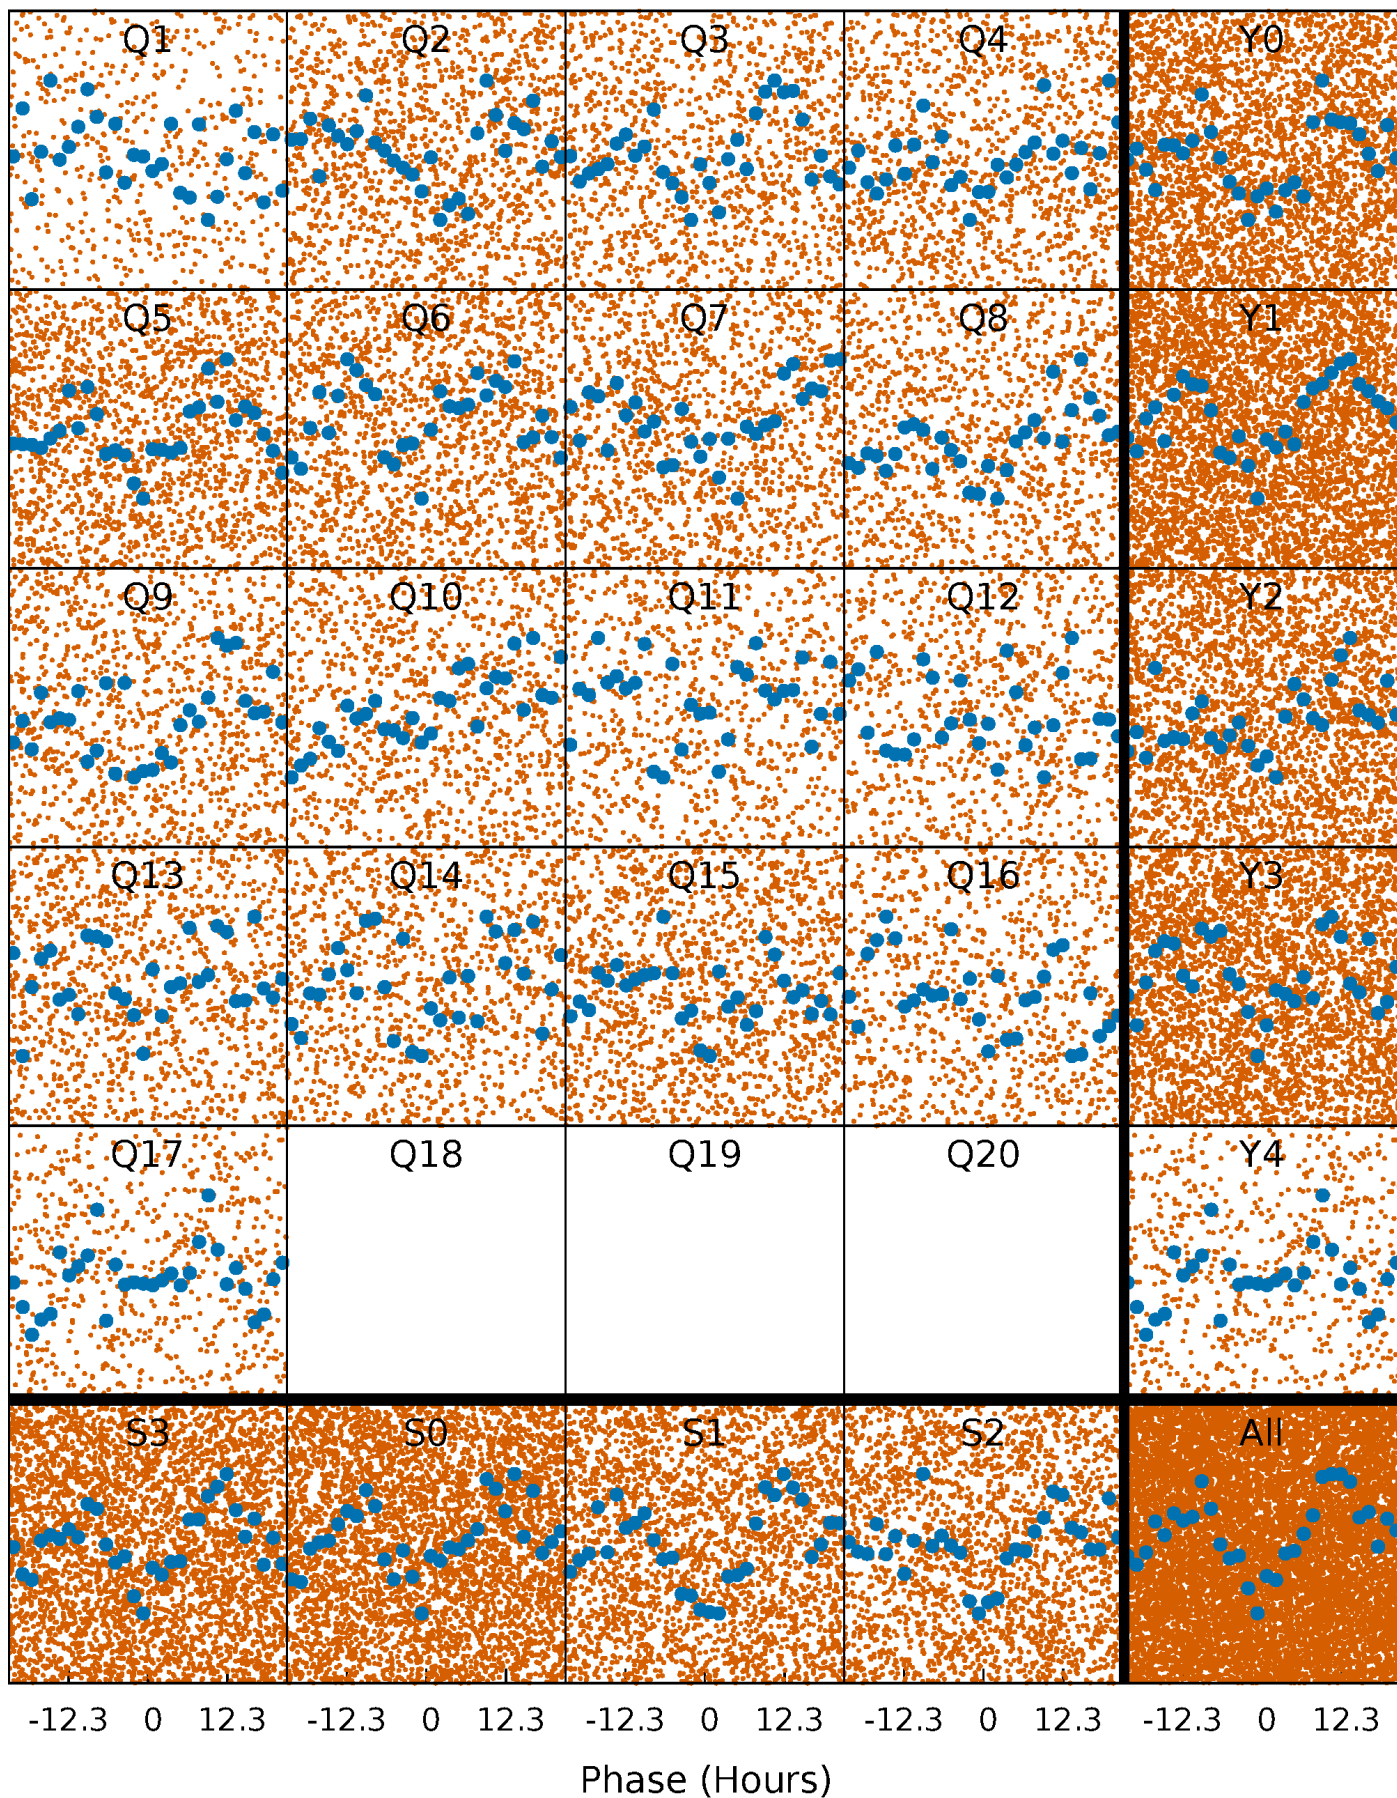 Q1 Q2 Q3 Q4 Y0
Q5 Q6 Q7 Q8 Y1
Q9 Q10 Q11 Q12 Y2
Q13 Q14 Q15 Q16 Y3
Q17 Q18 Q19 Q20 Y4
S3 S0 S1 S2 All
-12.3 0 12.3 -12.3 0 12.3 -12.3 0 12.3 -12.3 0 12.3 -12.3 0 12.3
Phase (Hours)